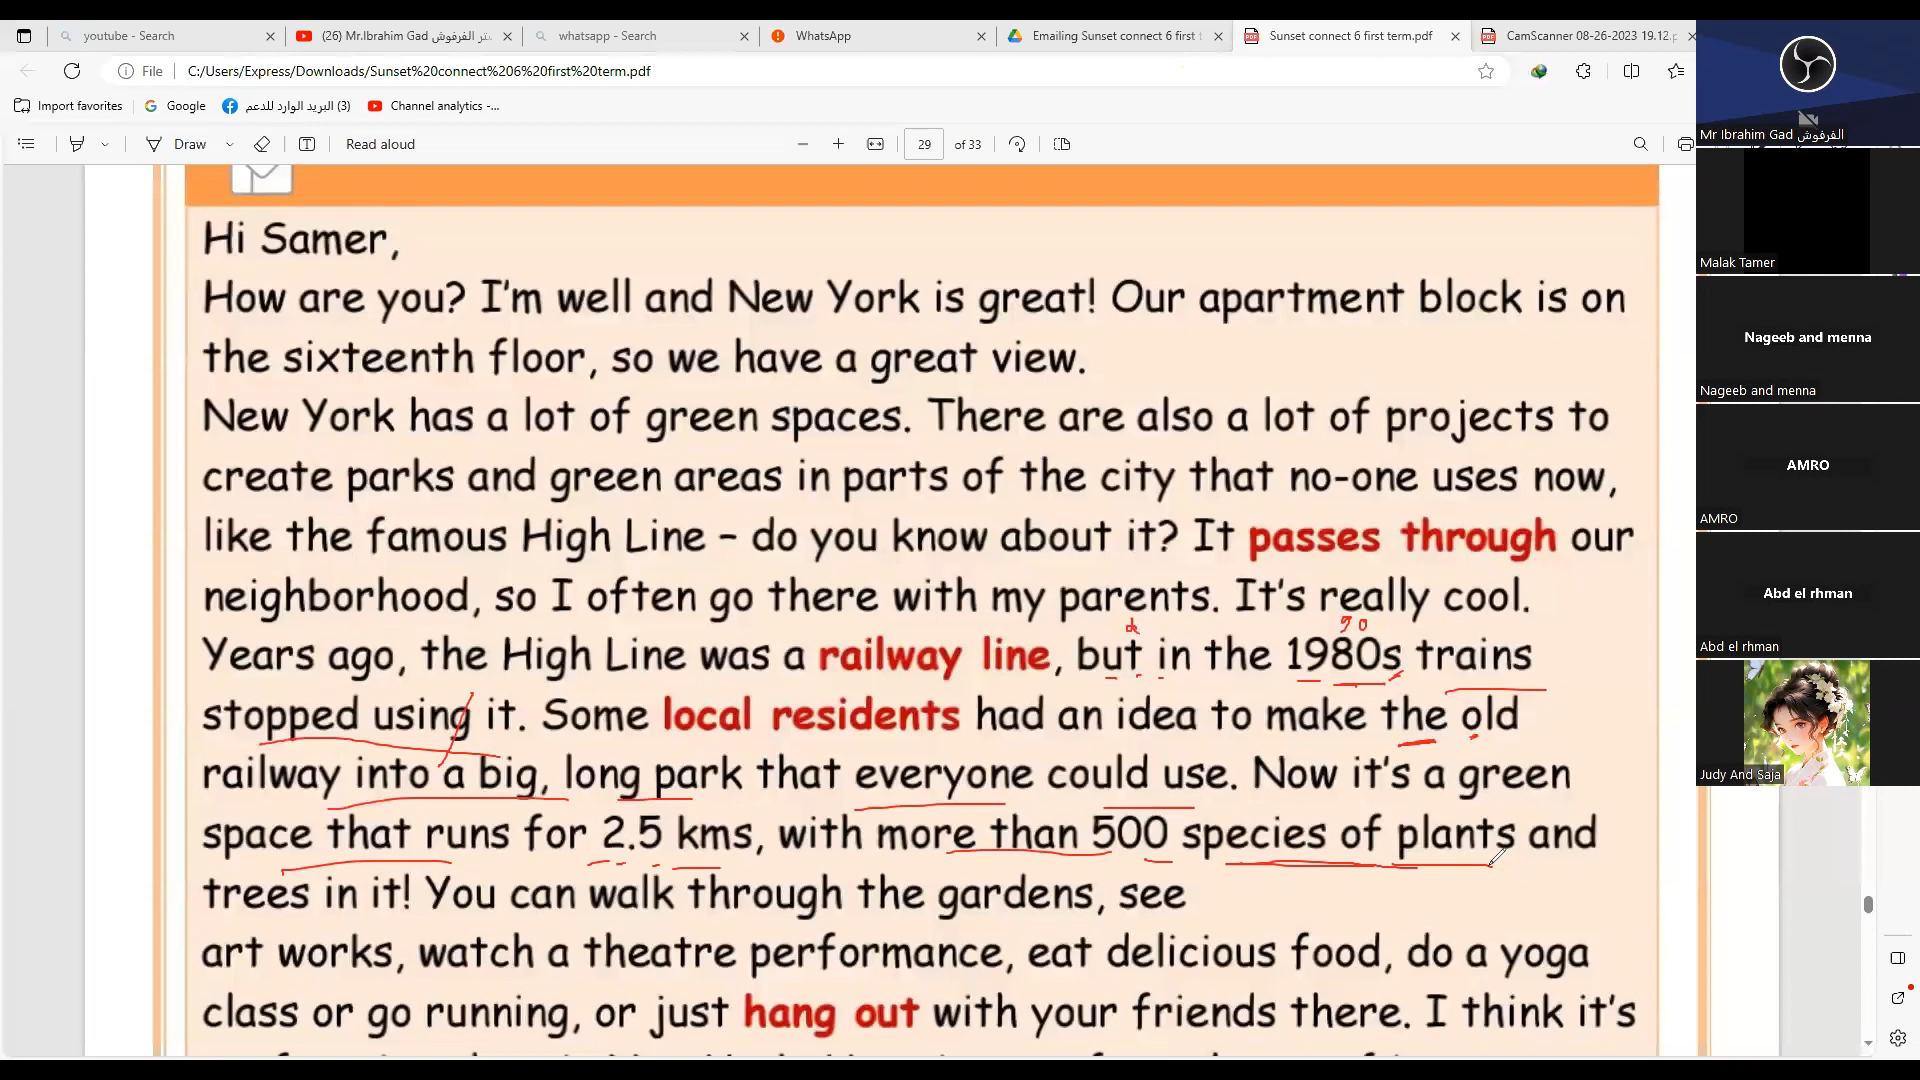 youtube - Search
(26) Mr.Ibrahim Gad مستر الفرفوش
whatsapp - Search
WhatsApp
Emailing Sunset connect 6 first
Sunset connect 6 first term.pdf
CamScanner 08-26-2023 19.12.
File
C:/Users/Express/Downloads/Sunset%20connect%206%20first%20term.pdf
Import favorites
Google
(3) البريد الوارد للدعم
Channel analytics -...
Draw
Read aloud
29 of 33
Hi Samer,
How are you? I'm well and New York is great! Our apartment block is on
the sixteenth floor, so we have a great view.
New York has a lot of green spaces. There are also a lot of projects to
create parks and green areas in parts of the city that no-one uses now,
like the famous High Line – do you know about it? It passes through our
neighborhood, so I often go there with my parents. It's really cool.
90
Years ago, the High Line was a railway line, but in the 1980s trains
stopped using it. Some local residents had an idea to make the old
railway into a big, long park that everyone could use. Now it's a green
space that runs for 2.5 kms, with more than 500 species of plants and
trees in it! You can walk through the gardens, see
art works, watch a theatre performance, eat delicious food, do a yoga
class or go running, or just hang out with your friends there. I think it's
Mr Ibrahim Gad الفرفوش
Malak Tamer
Nageeb and menna
Nageeb and menna
AMRO
AMRO
Abd el rhman
Abd el rhman
Judy And Saja